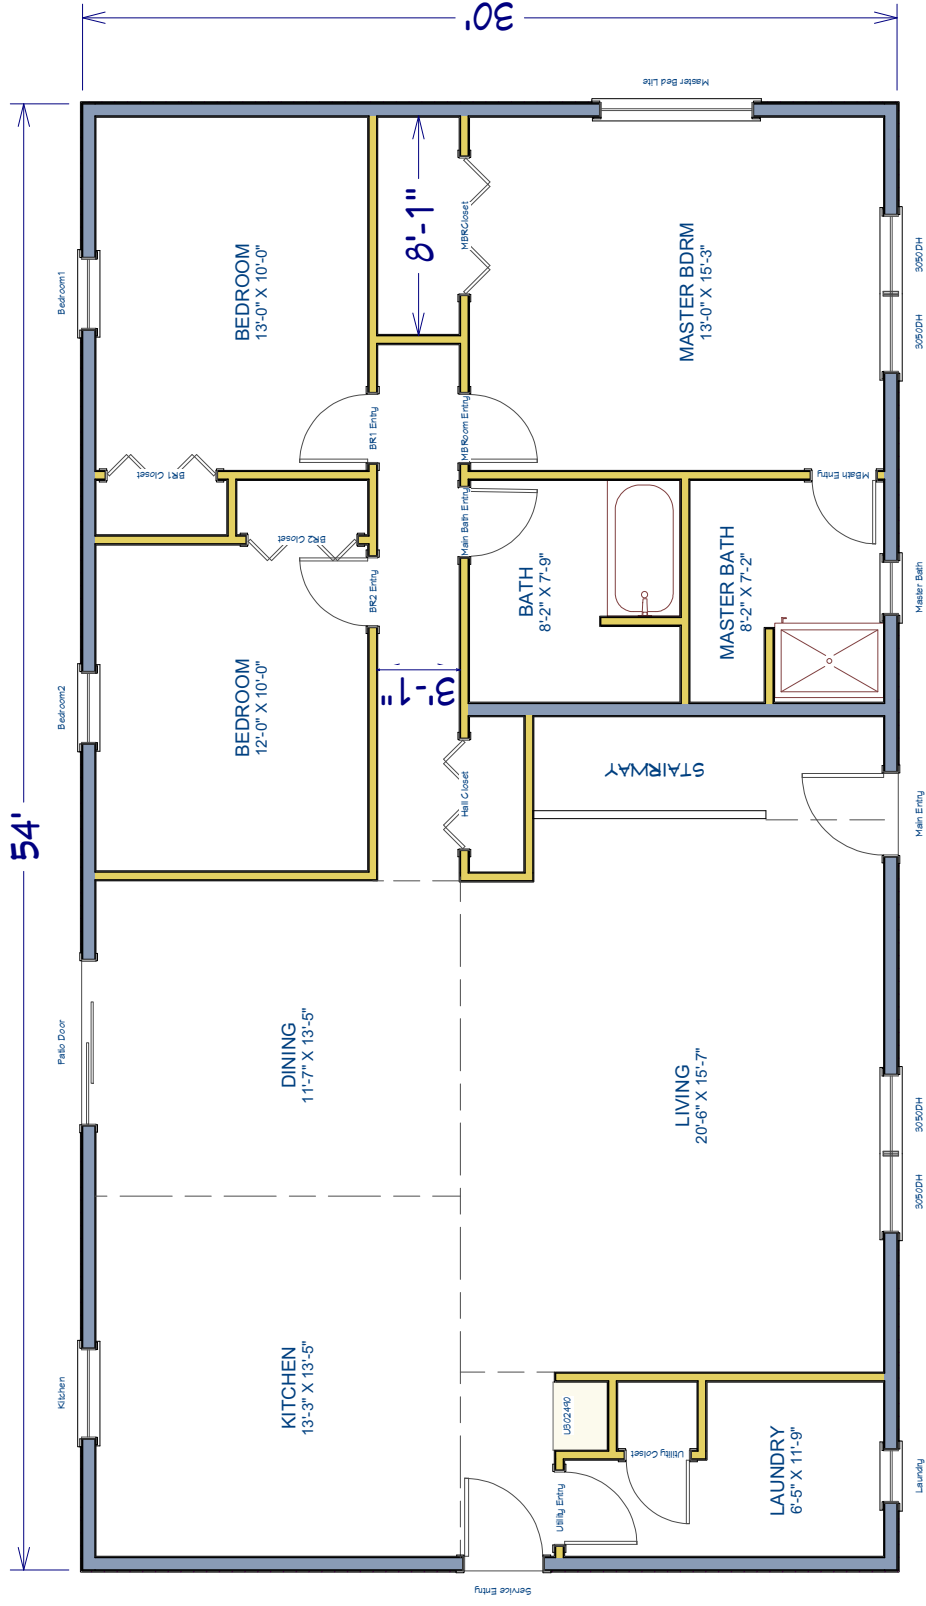 30'
Master Bed Lite
54'
Bedroom1
BEDROOM
13'-0" X 10'-0"
8'-1"
MBRCloset
MASTER BDRM
13'-0" X 15'-3"
3050DH
3050DH
BR1 Entry
MBRoom Entry
BR1 Closet
MBath Entry
BR2 Closet
Main Bath Entry
BR2 Entry
BATH
8'-2" X 7'-9"
MASTER BATH
8'-2" X 7'-2"
Master Bath
Bedroom2
BEDROOM
12'-0" X 10'-0"
3'-1"
Hall Closet
STAIRWAY
Main Entry
Patio Door
DINING
11'-7" X 13'-5"
LIVING
20'-6" X 15'-7"
3050DH
3050DH
Kitchen
KITCHEN
13'-3" X 13'-5"
USC2490
Utility Coloset
Utility Entry
LAUNDRY
6'-5" X 11'-9"
Laundry
Service Entry